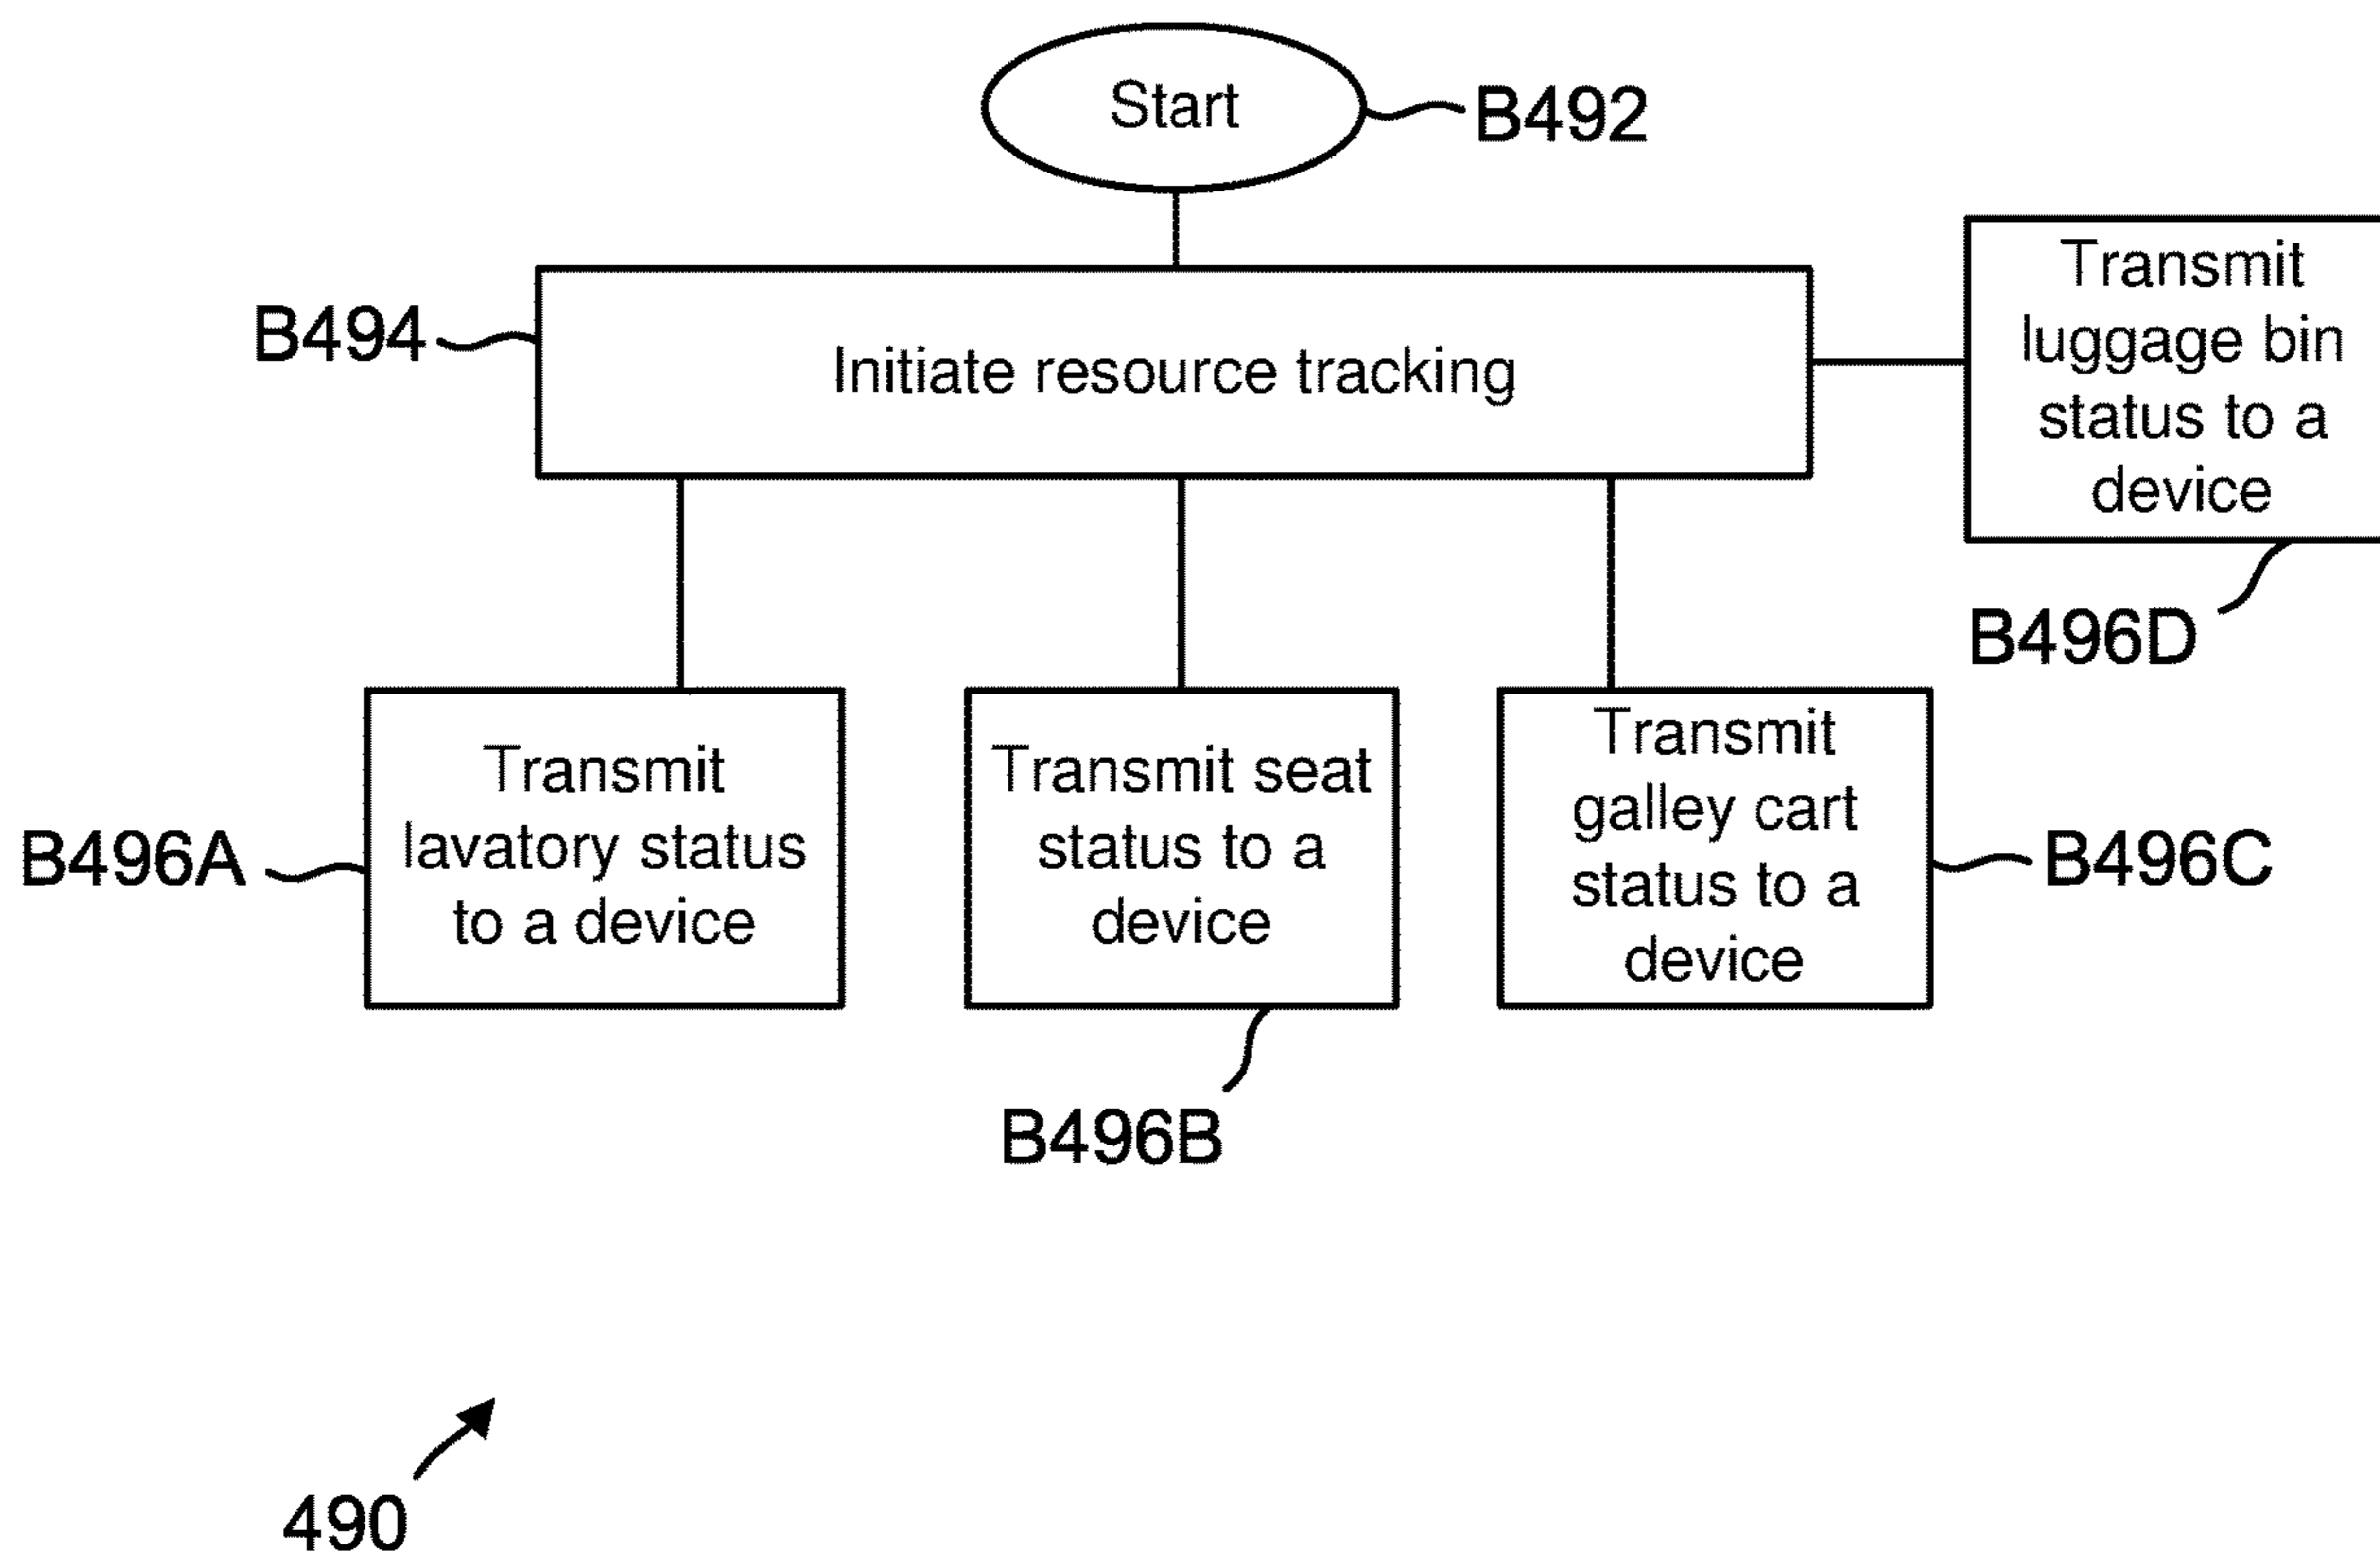 Start
B492
B494
Initiate resource tracking
Transmit
luggage bin
status to a
device
B496D
B496A
Transmit
lavatory status
to a device
Transmit seat
status to a
device
B496B
Transmit
galley cart
status to a
device
B496C
490